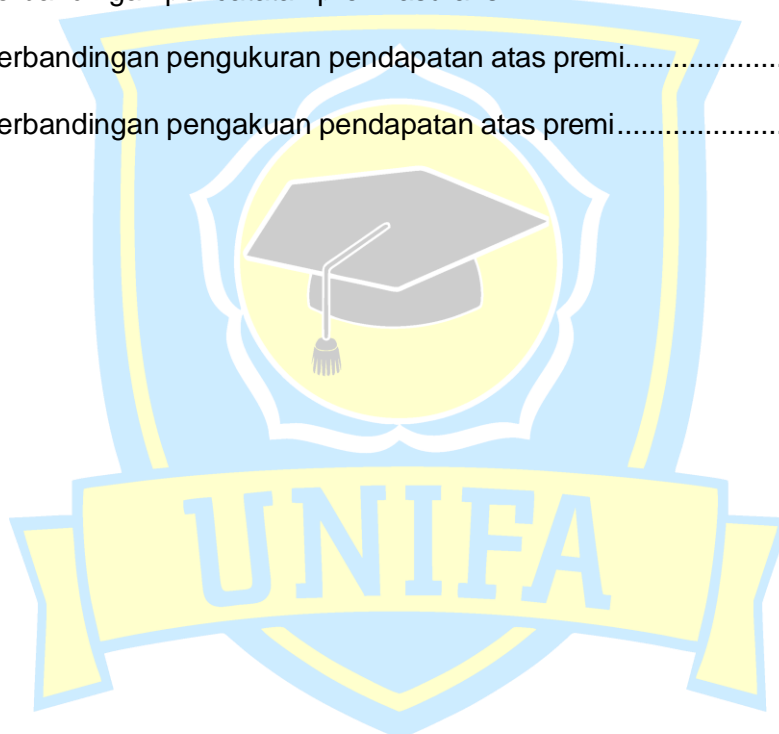 erbandingan pengukuran pendapatan atas premi....................
erbandingan pengakuan pendapatan atas premi...................
UNIFA